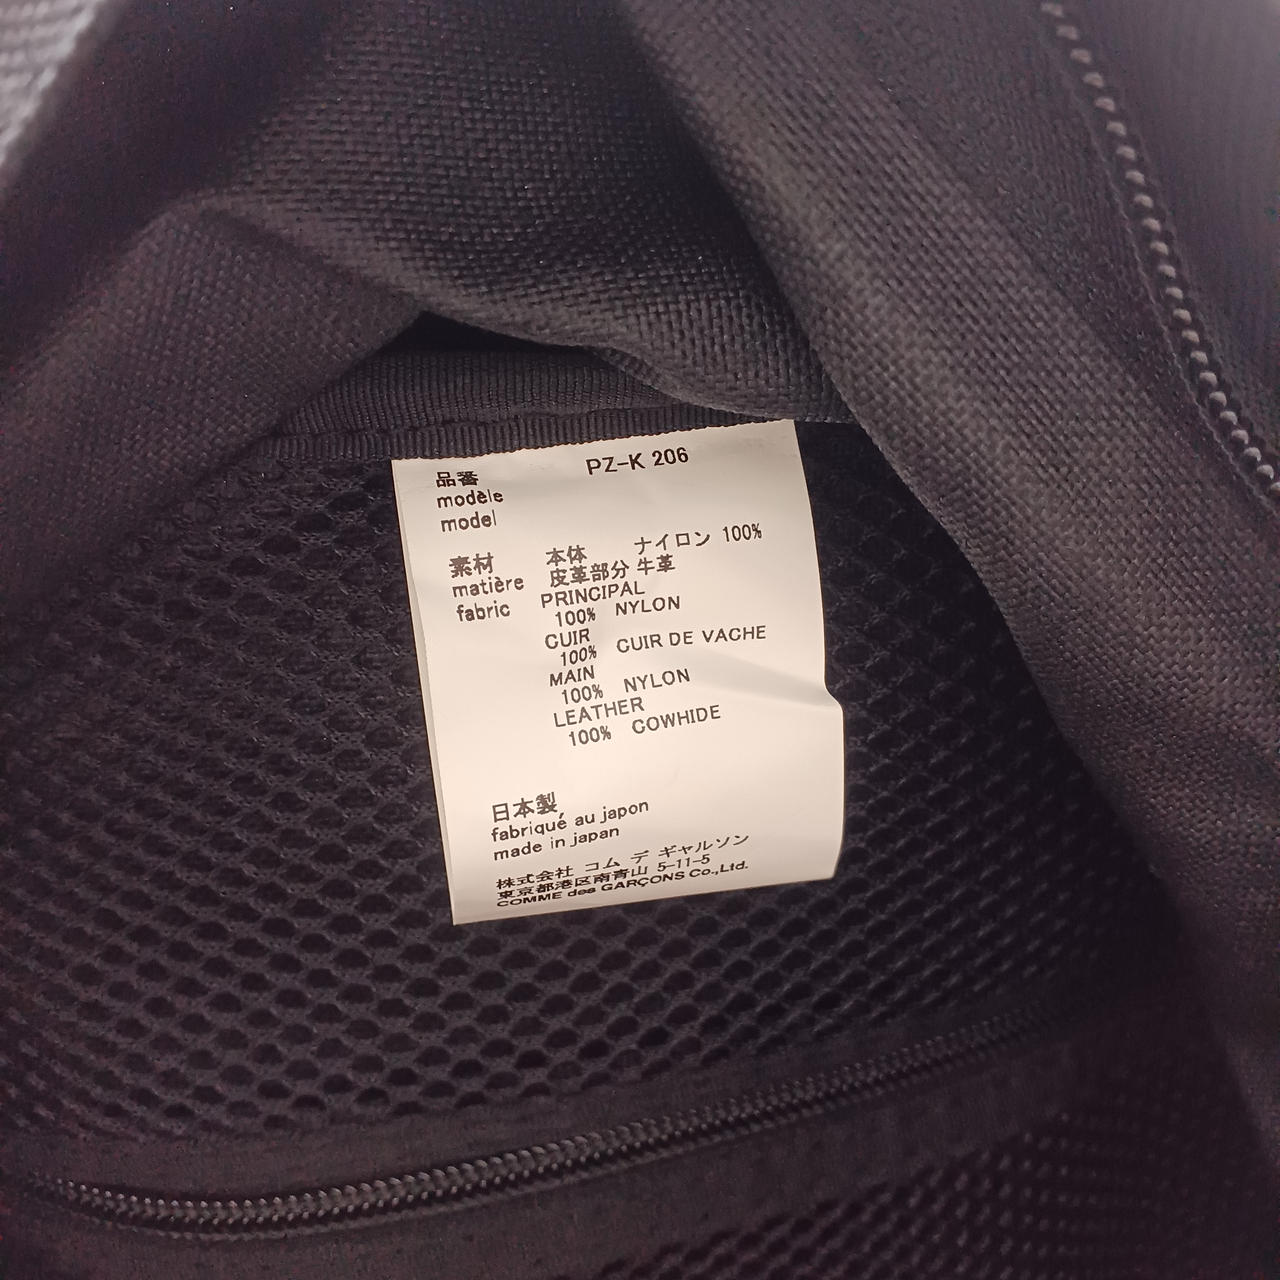 品番 PZ-K 206
modèle
model
素材 本体 ナイロン 100%
matière 皮革部分 牛革
fabric PRINCIPAL
100% NYLON
CUIR
100% CUIR DE VACHE
MAIN
100% NYLON
LEATHER
100% COWHIDE
日本製
fabriqué au japon
made in japan
株式会社 コム デ ギャルソン
東京都港区南青山 5-11-5
COMME des GARÇONS Co.,Ltd.